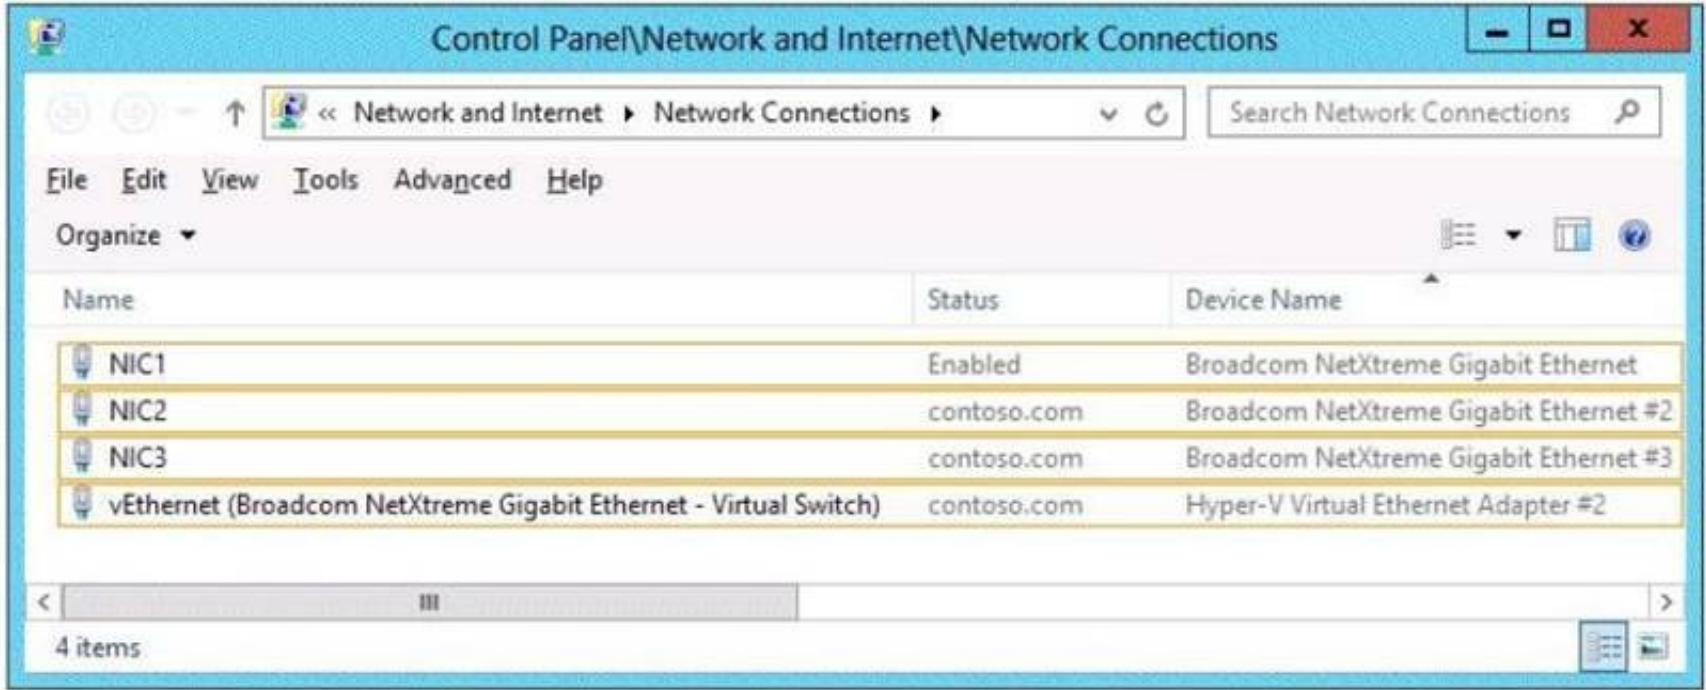 Control Panel\Network and Internet\Network Connections
« Network and Internet Network Connections Search Network Connections
File Edit View Tools Advanced Help
Organize
Name Status Device Name
NIC1 Enabled Broadcom NetXtreme Gigabit Ethernet
NIC2 contoso.com Broadcom NetXtreme Gigabit Ethernet #2
NIC3 contoso.com Broadcom NetXtreme Gigabit Ethernet #3
vEthernet (Broadcom NetXtreme Gigabit Ethernet - Virtual Switch) contoso.com Hyper-V Virtual Ethernet Adapter #2
4 items